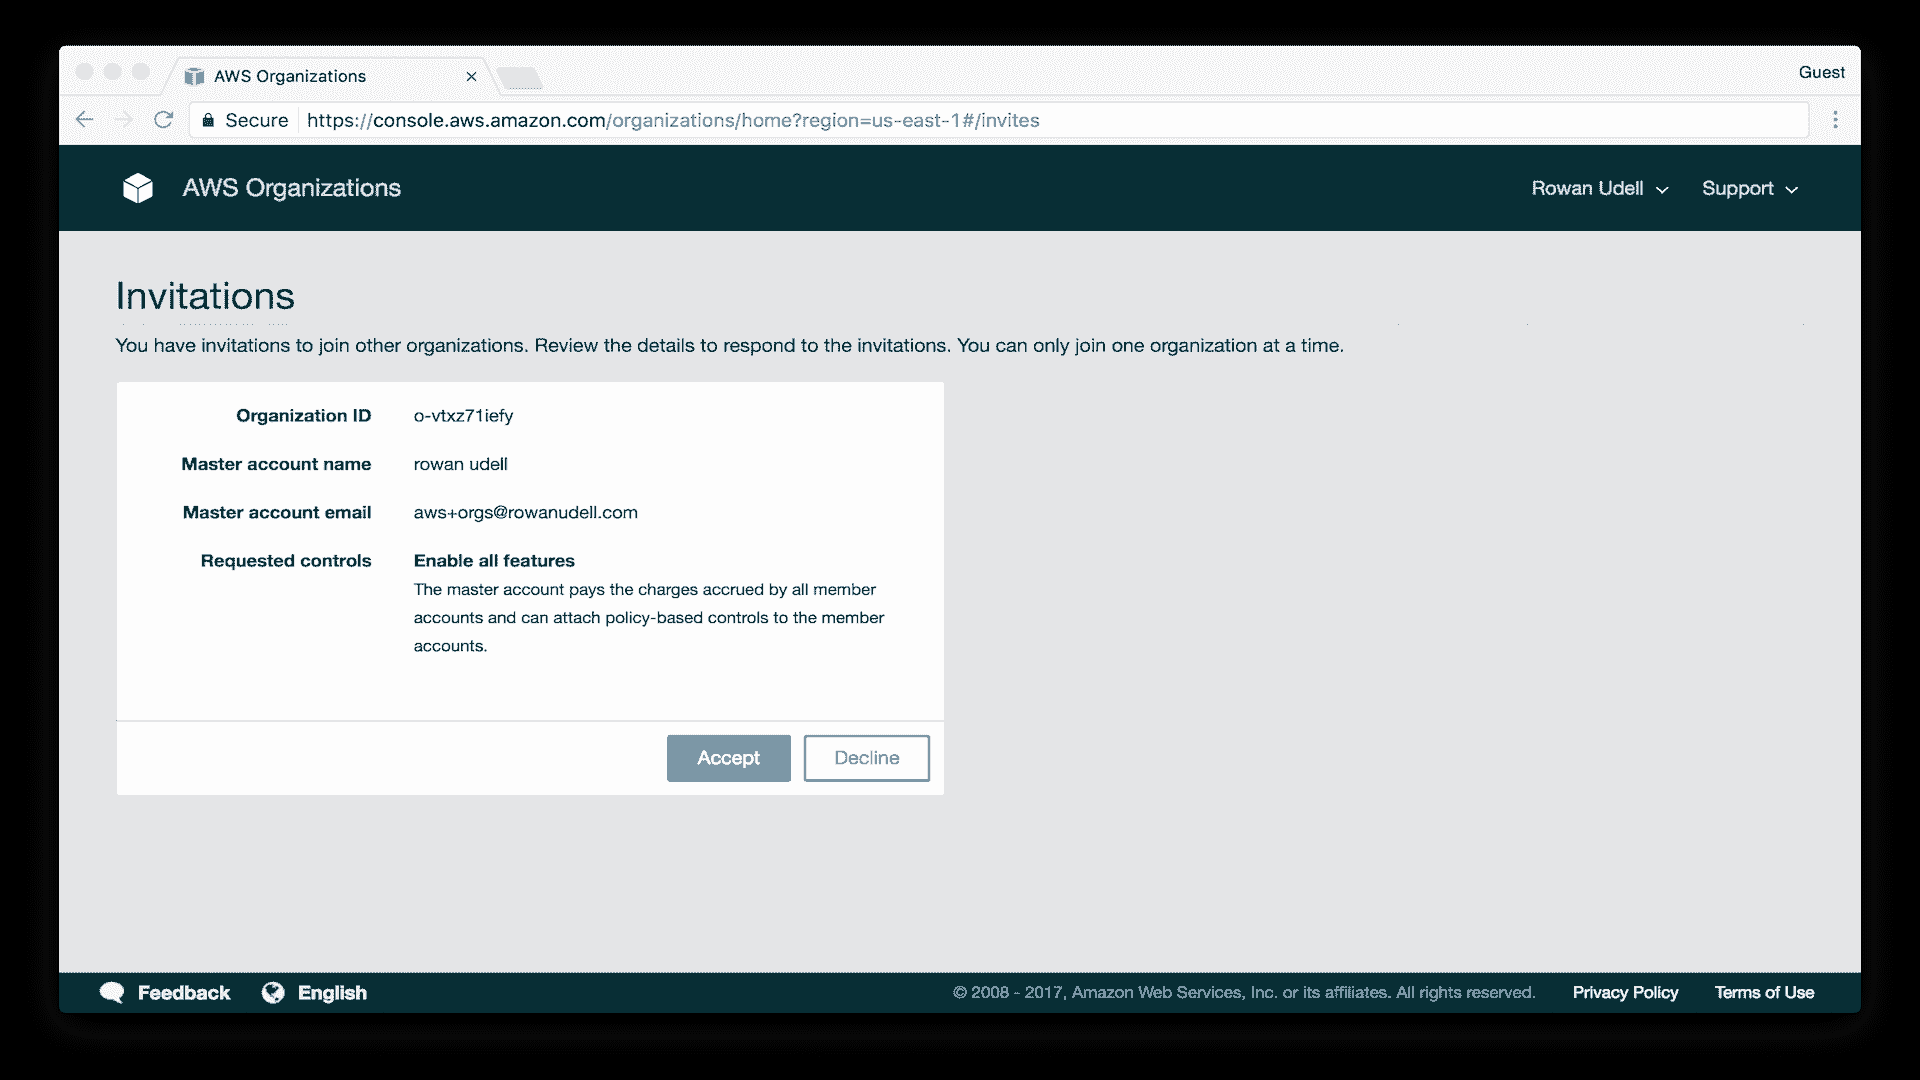 AWS Organizations
Guest
Secure https://console.aws.amazon.com/organizations/home?region=us-east-1#/invites
AWS Organizations
Rowan Udell
Support
Invitations
You have invitations to join other organizations. Review the details to respond to the invitations. You can only join one organization at a time.
Organization ID o-vtxz71iefy
Master account name rowan udell
Master account email aws+orgs@rowanudell.com
Requested controls Enable all features
The master account pays the charges accrued by all member
accounts and can attach policy-based controls to the member
accounts.
Accept Decline
Feedback English © 2008 - 2017, Amazon Web Services, Inc. or its affiliates. All rights reserved. Privacy Policy Terms of Use